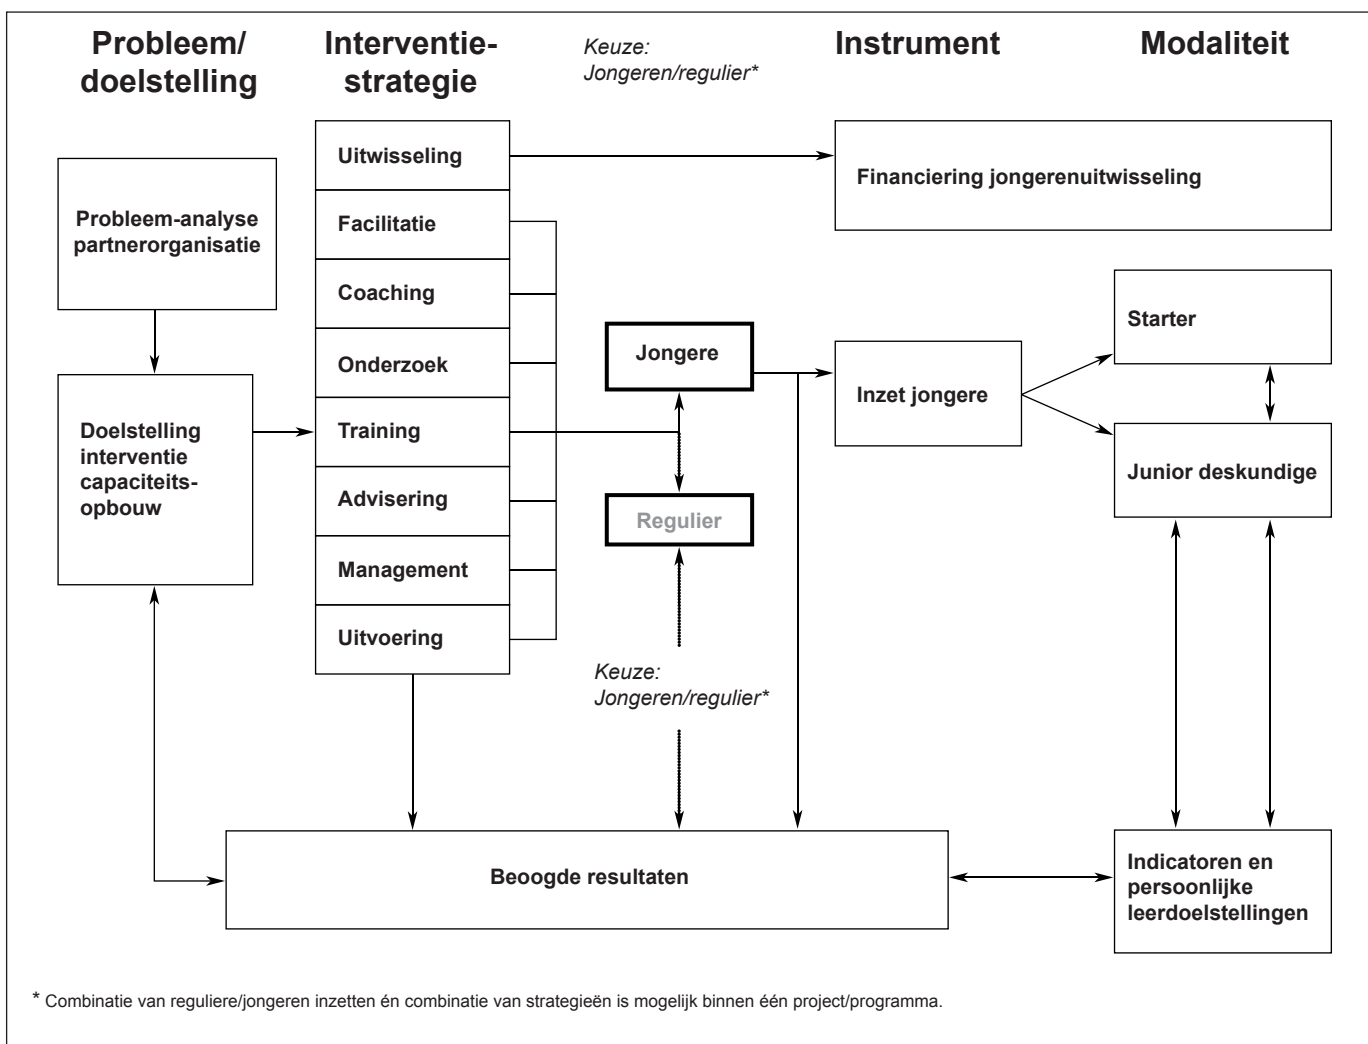 Probleem/
doelstelling
Interventie-
strategie
Keuze:
Jongeren/regulier*
Instrument
Modaliteit
Probleem-analyse
partnerorganisatie
Doelstelling
interventie
capaciteits-
opbouw
Uitwisseling
Facilitatie
Coaching
Onderzoek
Training
Advisering
Management
Uitvoering
Jongere
Regulier
Keuze:
Jongeren/regulier*
Financiering jongerenuitwisseling
Inzet jongere
Starter
Junior deskundige
Beoogde resultaten
Indicatoren en
persoonlijke
leerdoelstellingen
* Combinatie van reguliere/jongeren inzetten én combinatie van strategieën is mogelijk binnen één project/programma.